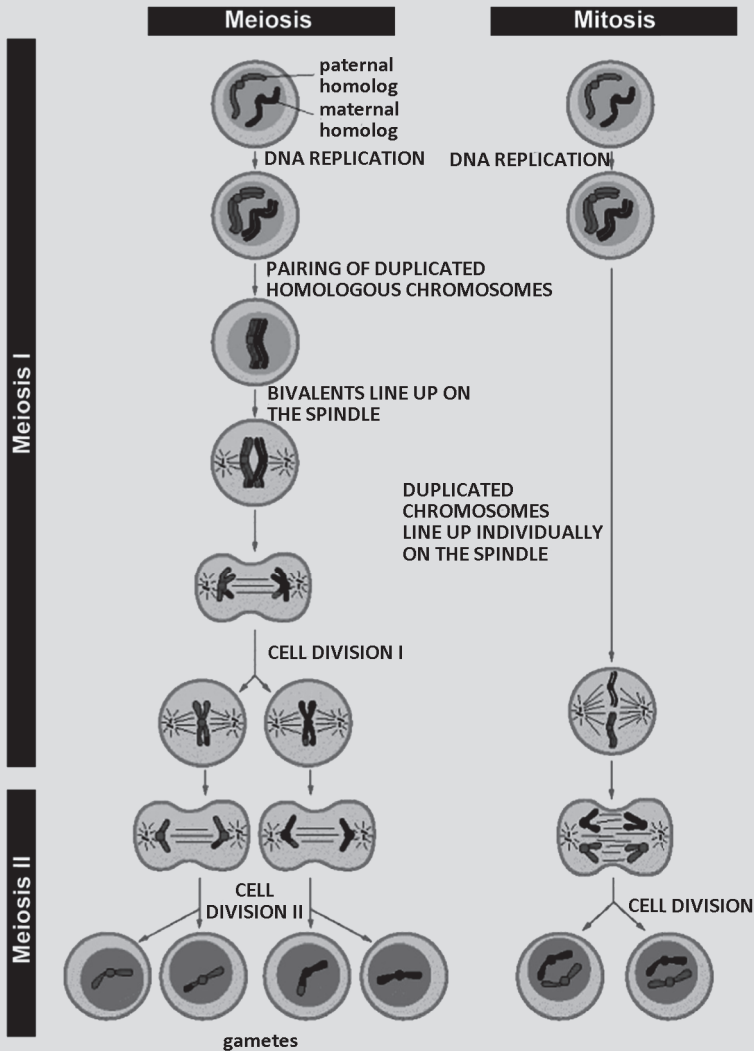 Meiosis
Mitosis
Meiosis I
paternal
homolog
maternal
homolog
DNA REPLICATION
DNA REPLICATION
PAIRING OF DUPLICATED
HOMOLOGOUS CHROMOSOMES
BIVALENTS LINE UP ON
THE SPINDLE
DUPLICATED
CHROMOSOMES
LINE UP INDIVIDUALLY
ON THE SPINDLE
CELL DIVISION I
Meiosis II
CELL
DIVISION II
CELL DIVISION
gametes